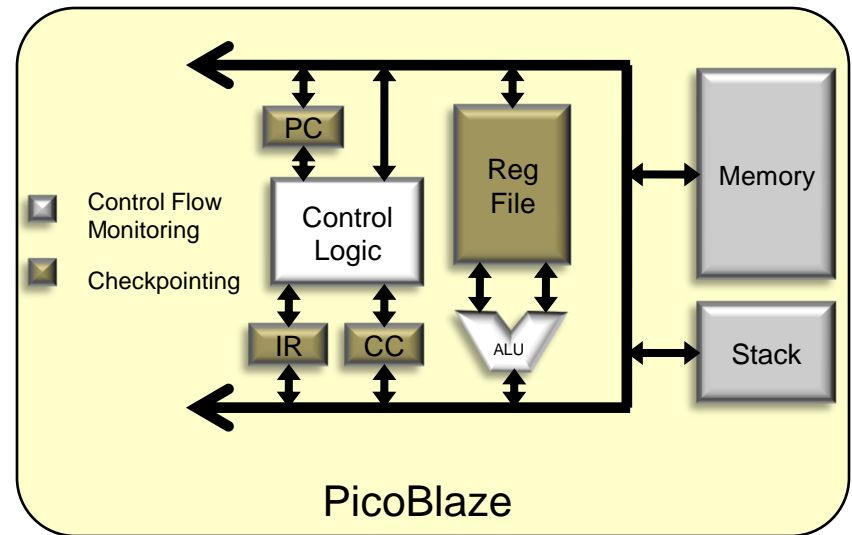 PC
Reg
File
Memory
Control Flow
Monitoring
Control
Logic
Checkpointing
IR
CC
ALU
Stack
PicoBlaze